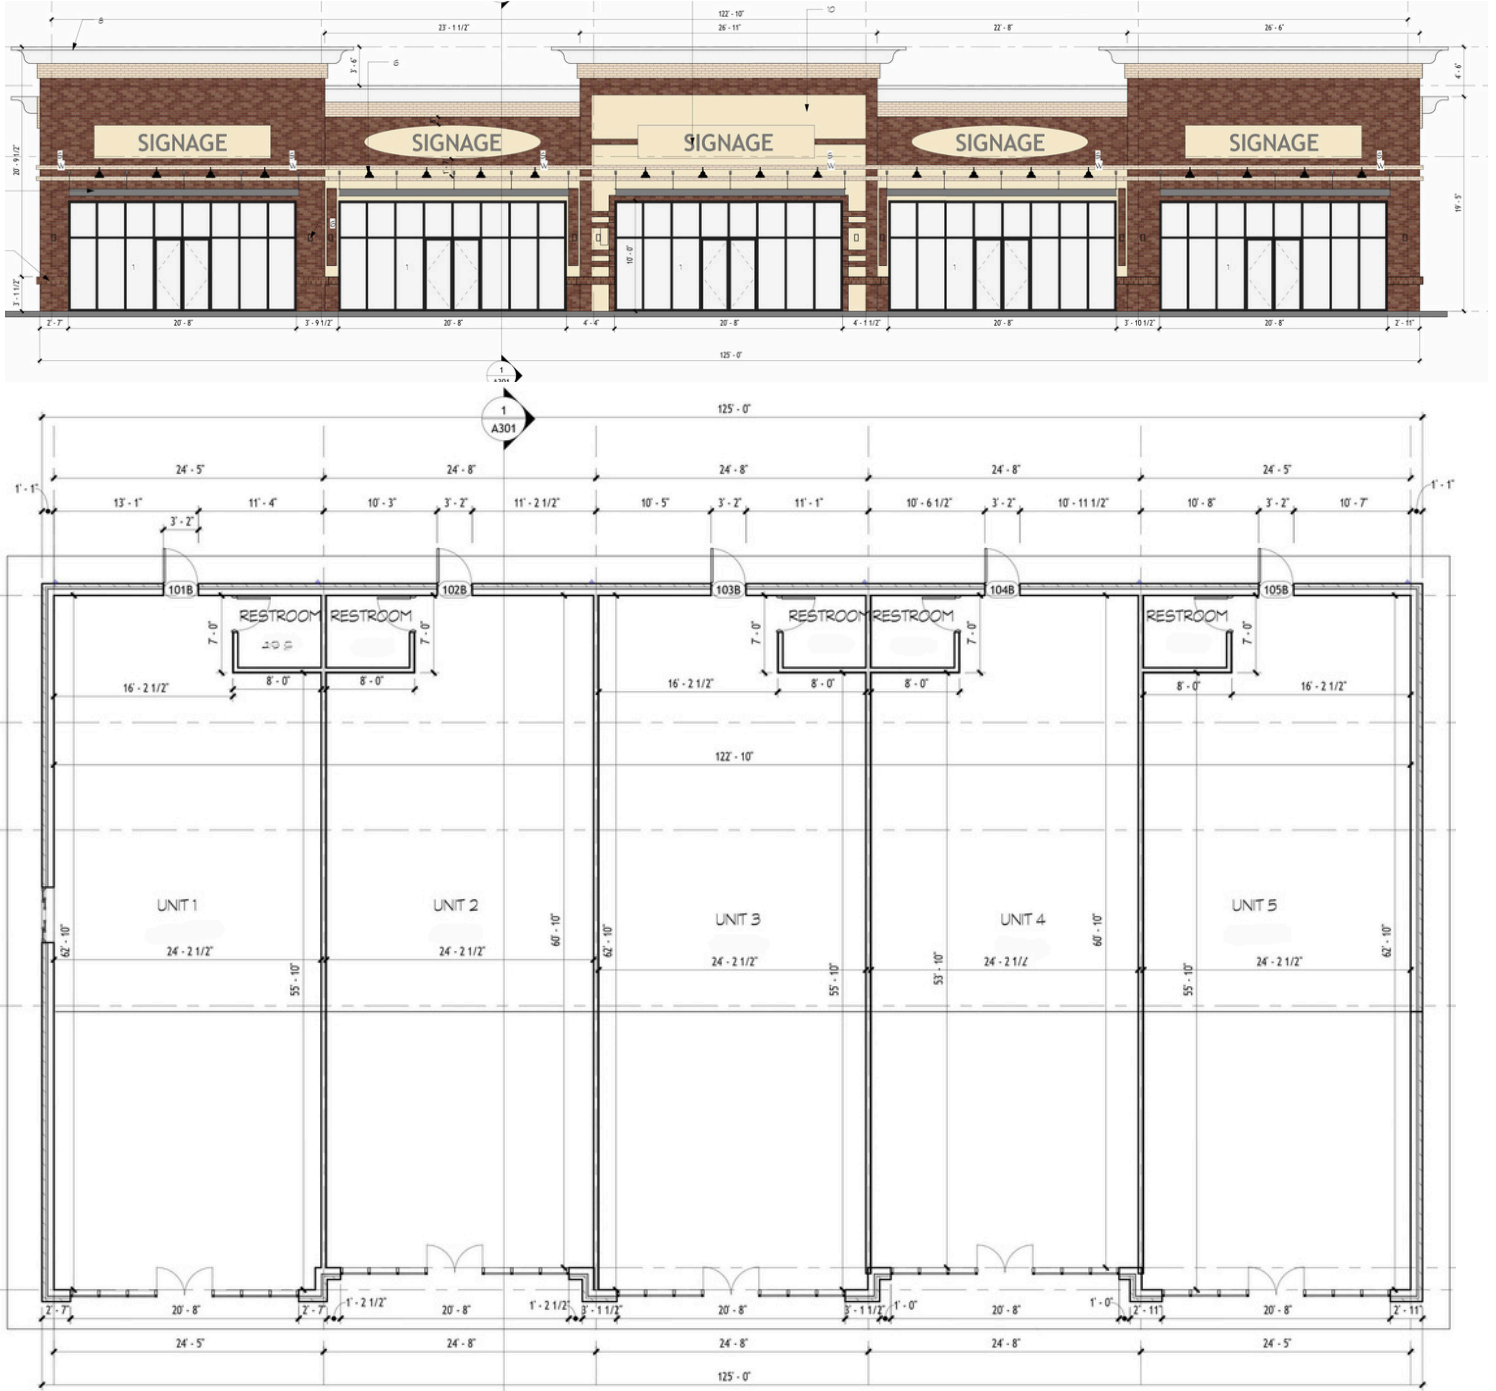 122' - 10"
23' - 1 1/2" 26' - 11" 22' - 8" 26' - 6"
3' - 6" 4' - 6"
SIGNAGE SIGNAGE SIGNAGE SIGNAGE SIGNAGE
20' - 9 1/2" 19' - 5"
10' - 0"
1 1 1 1 1
3' - 1 1/2"
2' - 7" 20' - 8" 3' - 9 1/2" 20' - 8" 4' - 4" 20' - 8" 4' - 1 1/2" 20' - 8" 3' - 10 1/2" 20' - 8" 2' - 11"
125' - 0"
1
A301
1
A301
125' - 0"
24' - 5" 24' - 8" 24' - 8" 24' - 8" 24' - 5"
1' - 1" 13' - 1" 11' - 4" 10' - 3" 3' - 2" 11' - 2 1/2" 10' - 5" 3' - 2" 11' - 1" 10' - 6 1/2" 3' - 2" 10' - 11 1/2" 10' - 8" 3' - 2" 10' - 7" 1' - 1"
3' - 2"
101B 102B 103B 104B 105B
RESTROOM RESTROOM RESTROOM RESTROOM RESTROOM
7' - 0" 7' - 0" 7' - 0" 7' - 0" 7' - 0"
16' - 2 1/2" 8' - 0" 8' - 0" 16' - 2 1/2" 8' - 0" 8' - 0" 8' - 0" 16' - 2 1/2"
122' - 10"
UNIT 1 UNIT 2 UNIT 3 UNIT 4 UNIT 5
62' - 10" 60' - 10" 62' - 10" 60' - 10" 62' - 10"
24' - 2 1/2" 24' - 2 1/2" 24' - 2 1/2" 24' - 2 1/2" 24' - 2 1/2"
55' - 10" 55' - 10" 53' - 10" 55' - 10"
2' - 7" 20' - 8" 2' - 7" 1' - 2 1/2" 20' - 8" 1' - 2 1/2" 3' - 1 1/2" 20' - 8" 3' - 1 1/2" 1' - 0" 20' - 8" 1' - 0" 2' - 11" 20' - 8" 2' - 11"
24' - 5" 24' - 8" 24' - 8" 24' - 8" 24' - 5"
125' - 0"